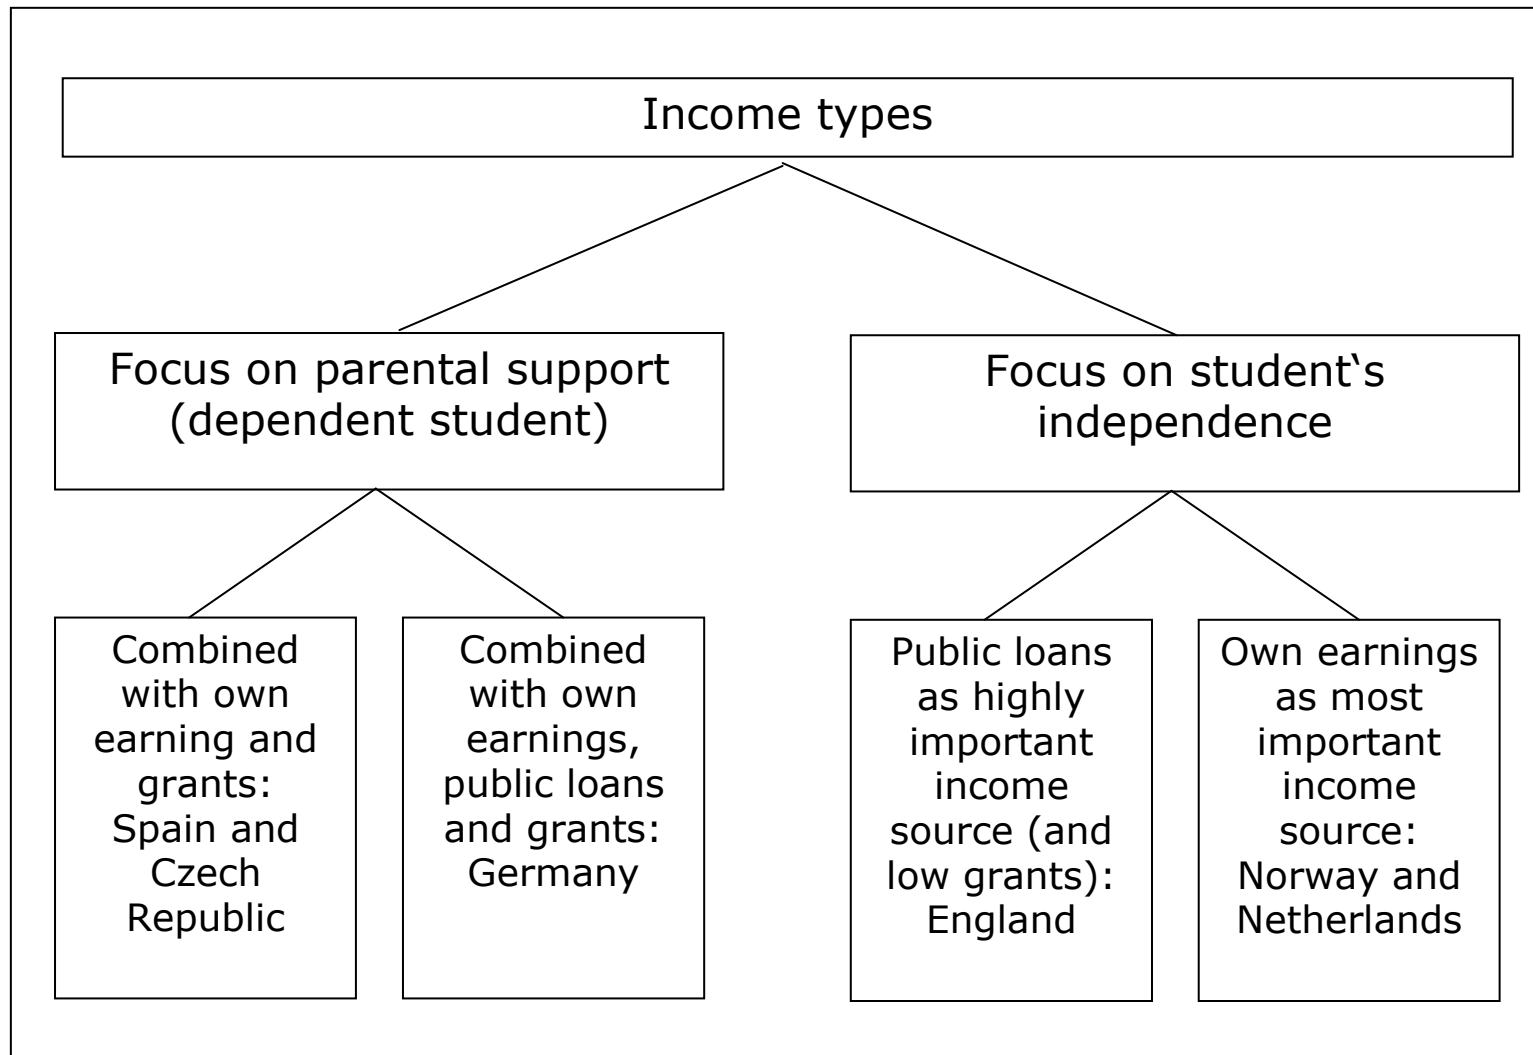 Income types
Focus on parental support
(dependent student)
Focus on student‘s
independence
Combined
with own
earning and
grants:
Spain and
Czech
Republic
Combined
with own
earnings,
public loans
and grants:
Germany
Public loans
as highly
important
income
source (and
low grants):
England
Own earnings
as most
important
income
source:
Norway and
Netherlands